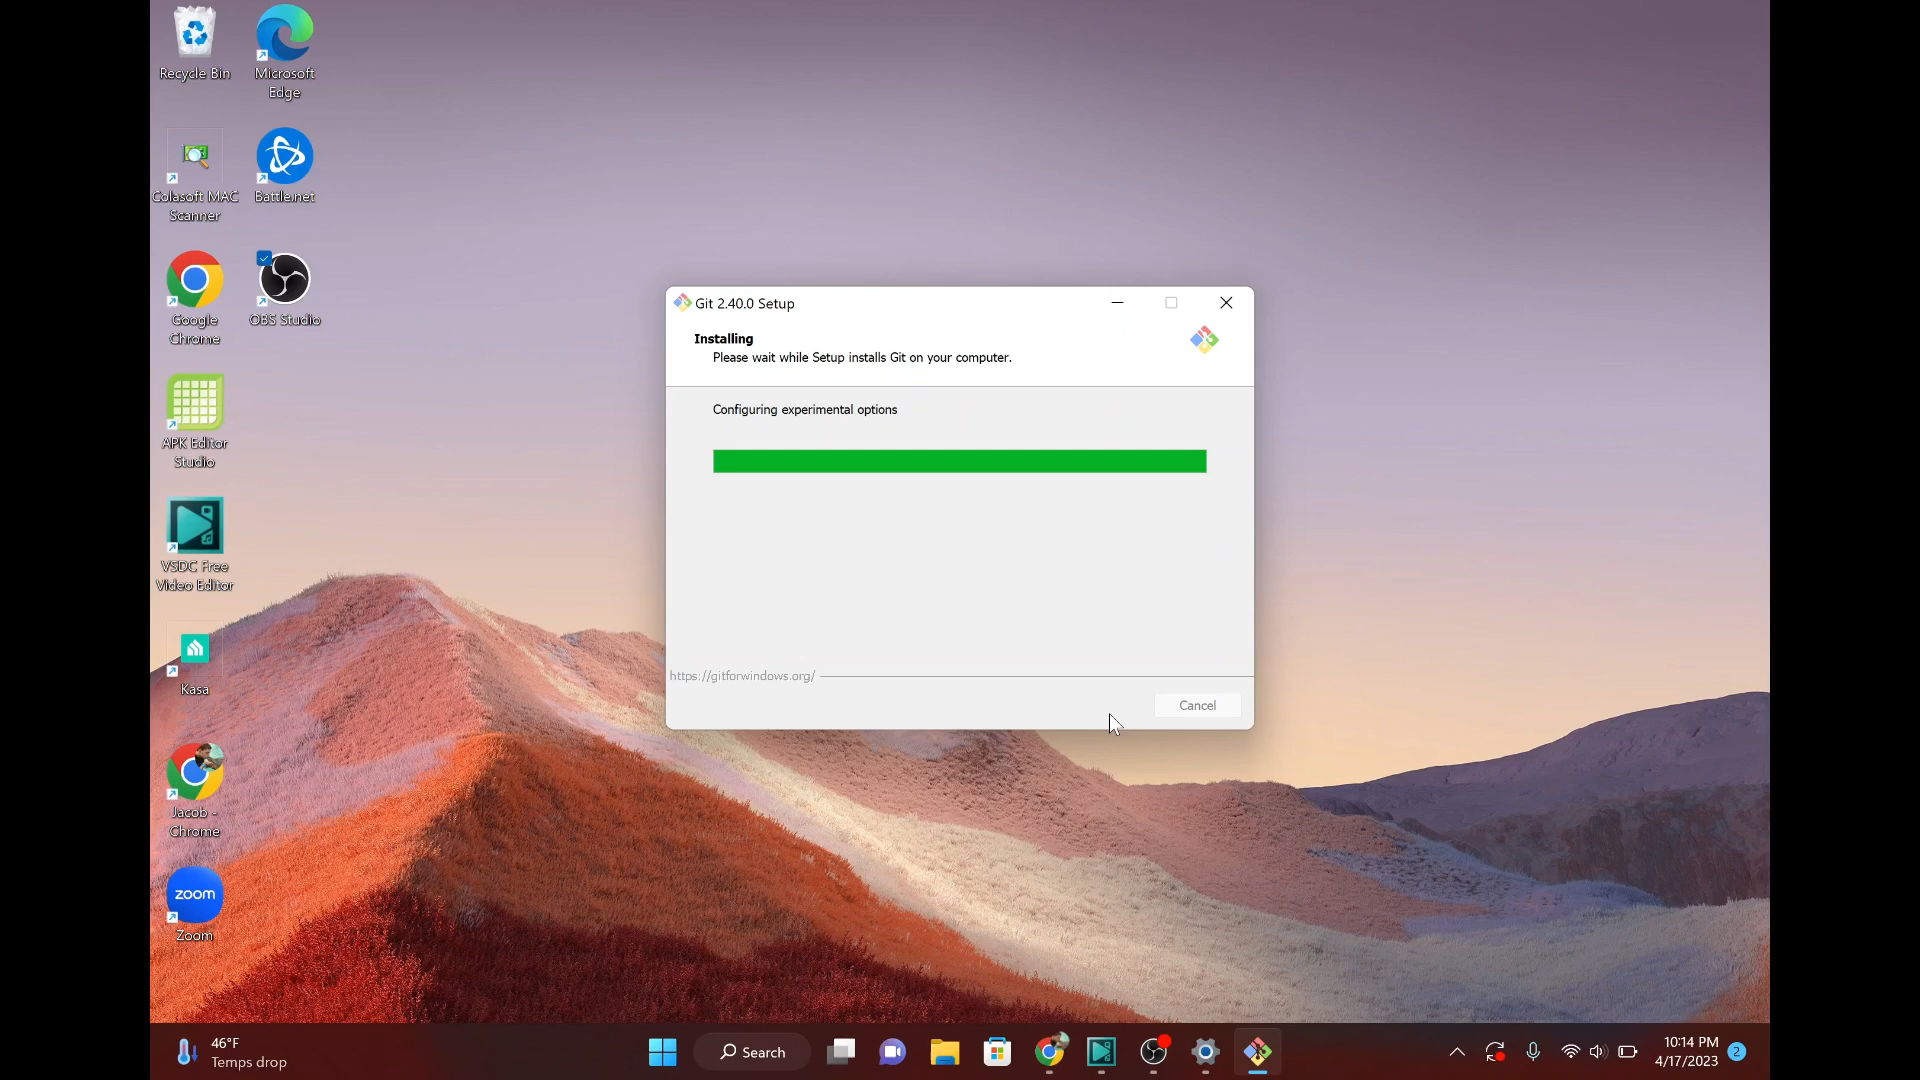 Recycle Bin
Microsoft
Edge
Colasoft MAC
Scanner
Battle.net
Google
Chrome
OBS Studio
APK Editor
Studio
VSDC Free
Video Editor
Kasa
Jacob -
Chrome
zoom
Zoom
Git 2.40.0 Setup
Installing
Please wait while Setup installs Git on your computer.
Configuring experimental options
https://gitforwindows.org/
Cancel
46°F
Temps drop
Search
10:14 PM
4/17/2023
2